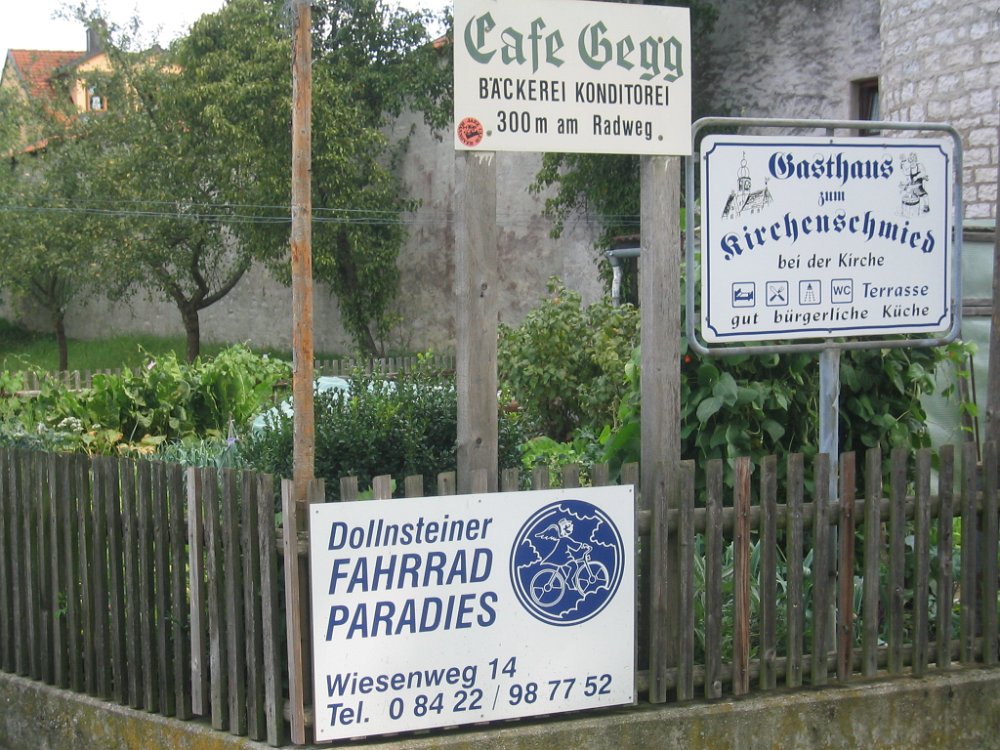 Cafe Gegg
BÄCKEREI KONDITOREI
300m am Radweg
Gasthaus
zum
Kirchenschmied
bei der Kirche
WC Terrasse
gut bürgerliche Küche
Dollnsteiner
FAHRRAD
PARADIES
Wiesenweg 14
Tel. 0 84 22 / 98 77 52